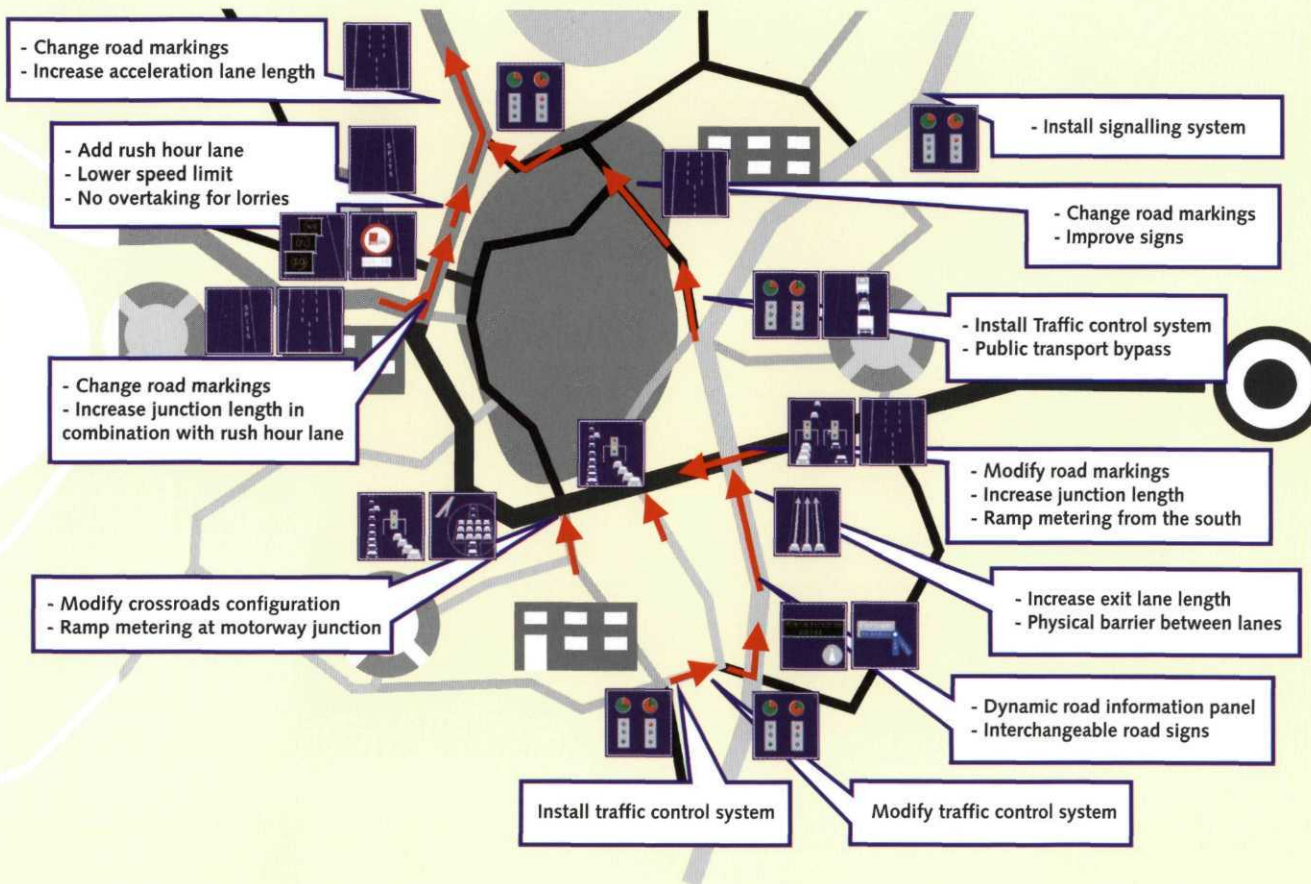 - Change road markings
- Increase acceleration lane length
- Add rush hour lane
- Lower speed limit
- No overtaking for lorries
- Change road markings
- Increase junction length in
combination with rush hour lane
- Modify crossroads configuration
- Ramp metering at motorway junction
- Install signalling system
- Change road markings
- Improve signs
- Install Traffic control system
- Public transport bypass
- Modify road markings
- Increase junction length
- Ramp metering from the south
- Increase exit lane length
- Physical barrier between lanes
- Dynamic road information panel
- Interchangeable road signs
Install traffic control system
Modify traffic control system